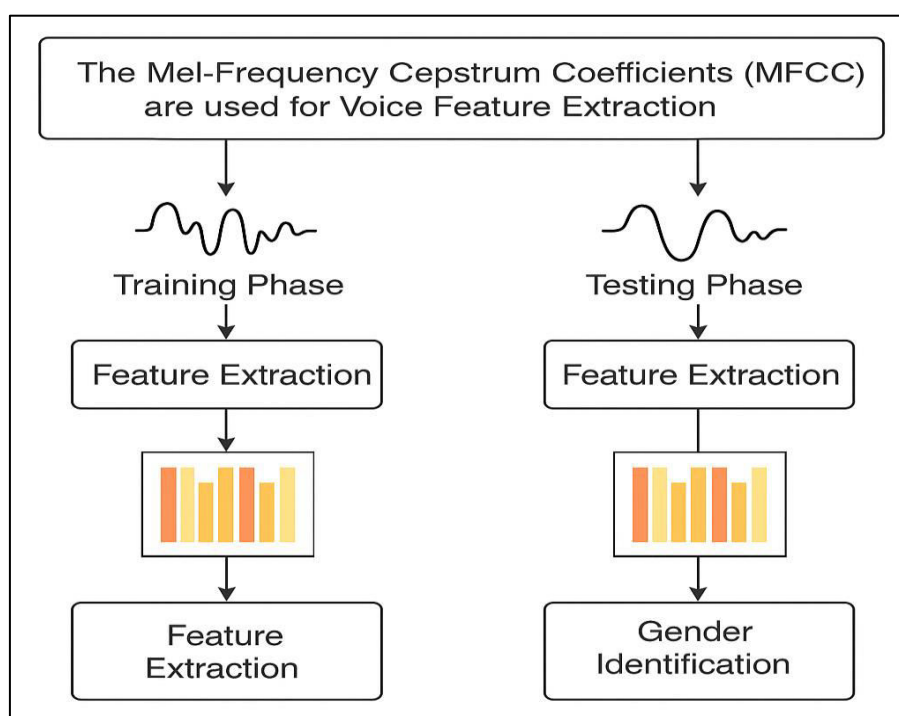 The Mel-Frequency Cepstrum Coefficients (MFCC)
are used for Voice Feature Extraction
Training Phase
Feature Extraction
Feature
Extraction
Testing Phase
Feature Extraction
Gender
Identification